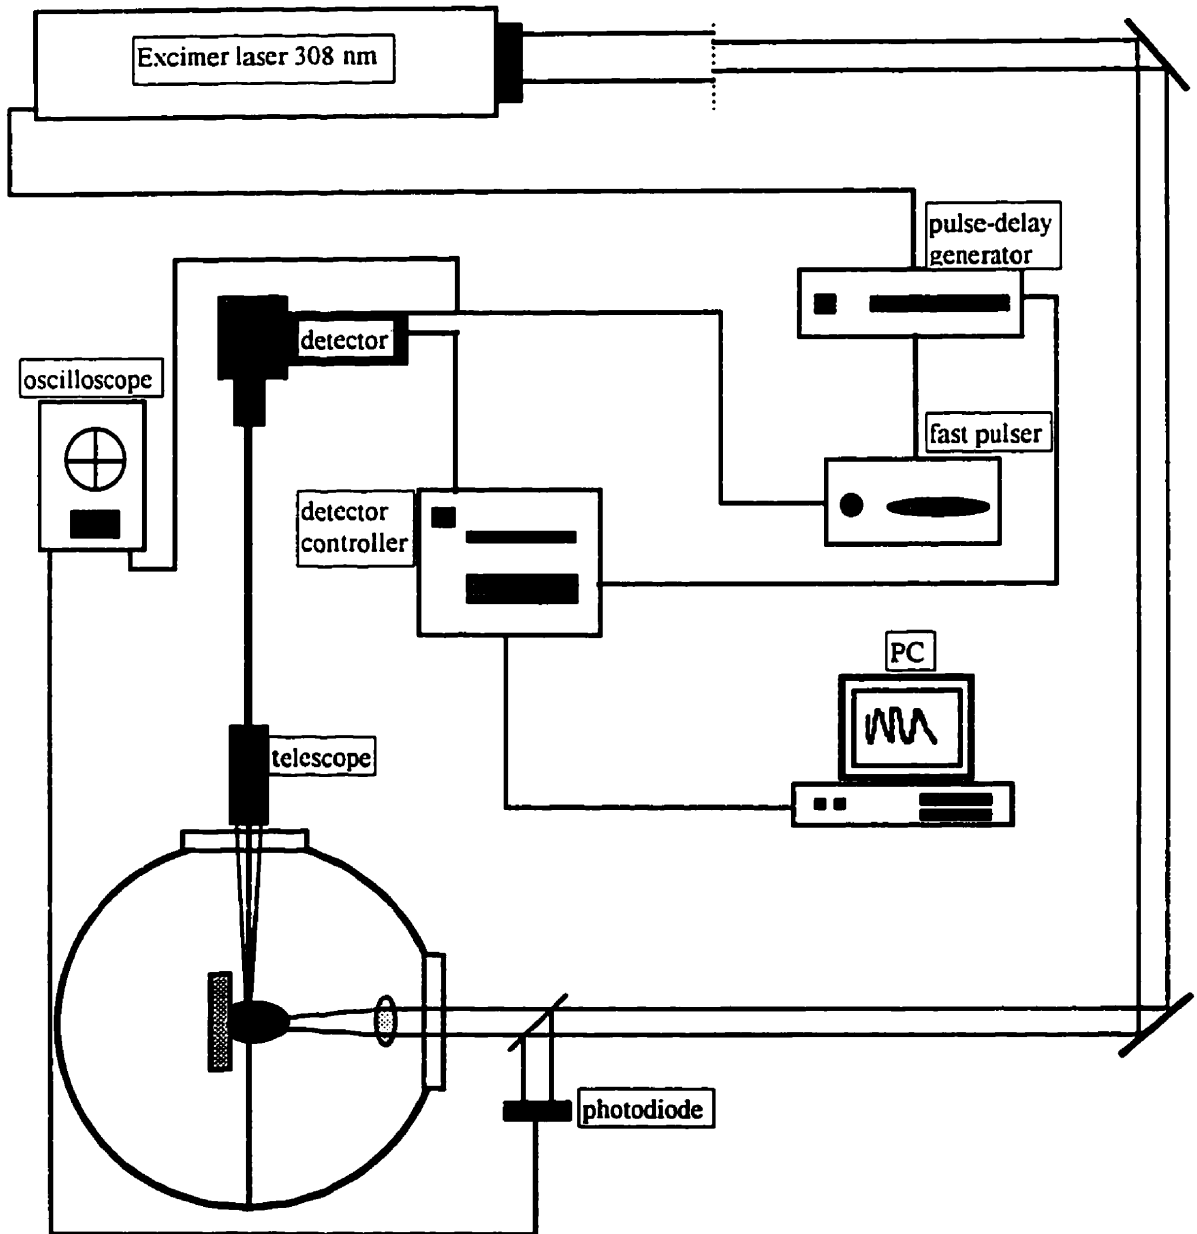 Excimer laser 308 nm
pulse-delay
generator
detector
oscilloscope
fast pulser
detector
controller
PC
telescope
photodiode